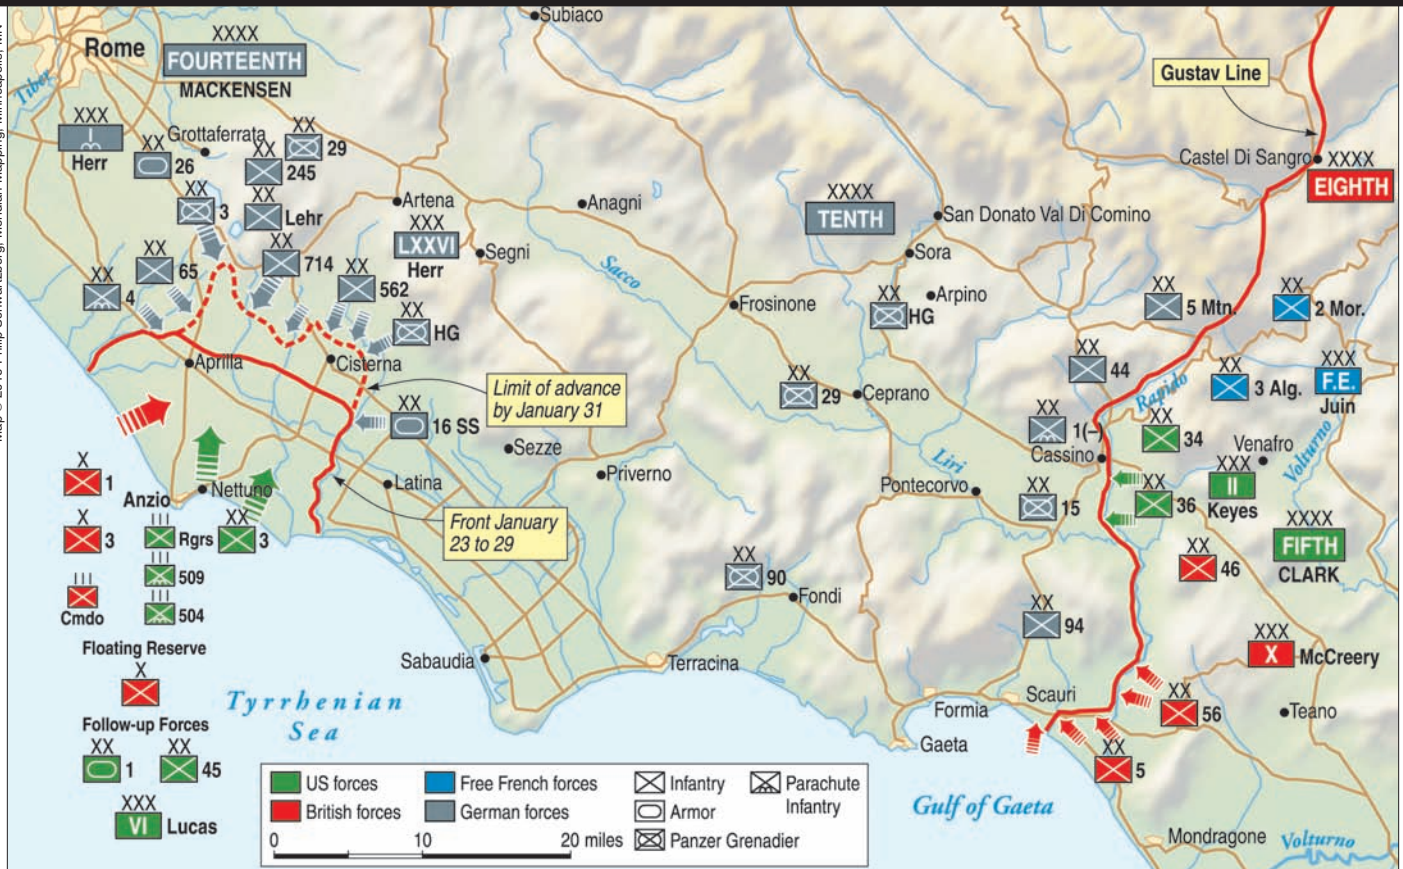 Subiaco
Rome
Tiber
XXXX
FOURTEENTH
MACKENSEN
Gustav Line
XXX
Herr
XX
26
Grottaferrata
XX
29
XX
245
Castel Di Sangro
XXXX
EIGHTH
XX
3
XX
Lehr
Artena
Anagni
XXXX
TENTH
San Donato Val Di Comino
XXX
LXXVI
Herr
Segni
Sora
XX
65
XX
714
Sacco
XX
4
XX
562
Frosinone
XX
HG
Arpino
XX
5 Mtn.
XX
2 Mor.
XX
HG
Aprilla
Cisterna
XX
44
Rapido
XX
3 Alg.
XXX
F.E.
Juin
Limit of advance
by January 31
XX
29
Ceprano
XX
16 SS
XX
1(–)
Cassino
XX
34
Venafro
Volturno
Sezze
Priverno
Liri
Pontecorvo
XXX
II
Keyes
X
1
Anzio
Nettuno
Latina
XX
15
XX
36
Front January
23 to 29
XXXX
FIFTH
CLARK
X
3
III
Rgrs
XX
3
III
509
XX
46
III
Cmdo
III
504
XX
90
Fondi
XX
94
Floating Reserve
X
XXX
X
McCreery
Sabaudia
Terracina
Scauri
Tyrrhenian
Sea
Formia
Gaeta
XX
56
Teano
Follow-up Forces
XX
1
XX
45
XX
5
XXX
VI
Lucas
US forces
Free French forces
Infantry
Parachute
Infantry
British forces
German forces
Armor
0 10 20 miles
Panzer Grenadier
Gulf of Gaeta
Mondragone
Volturno